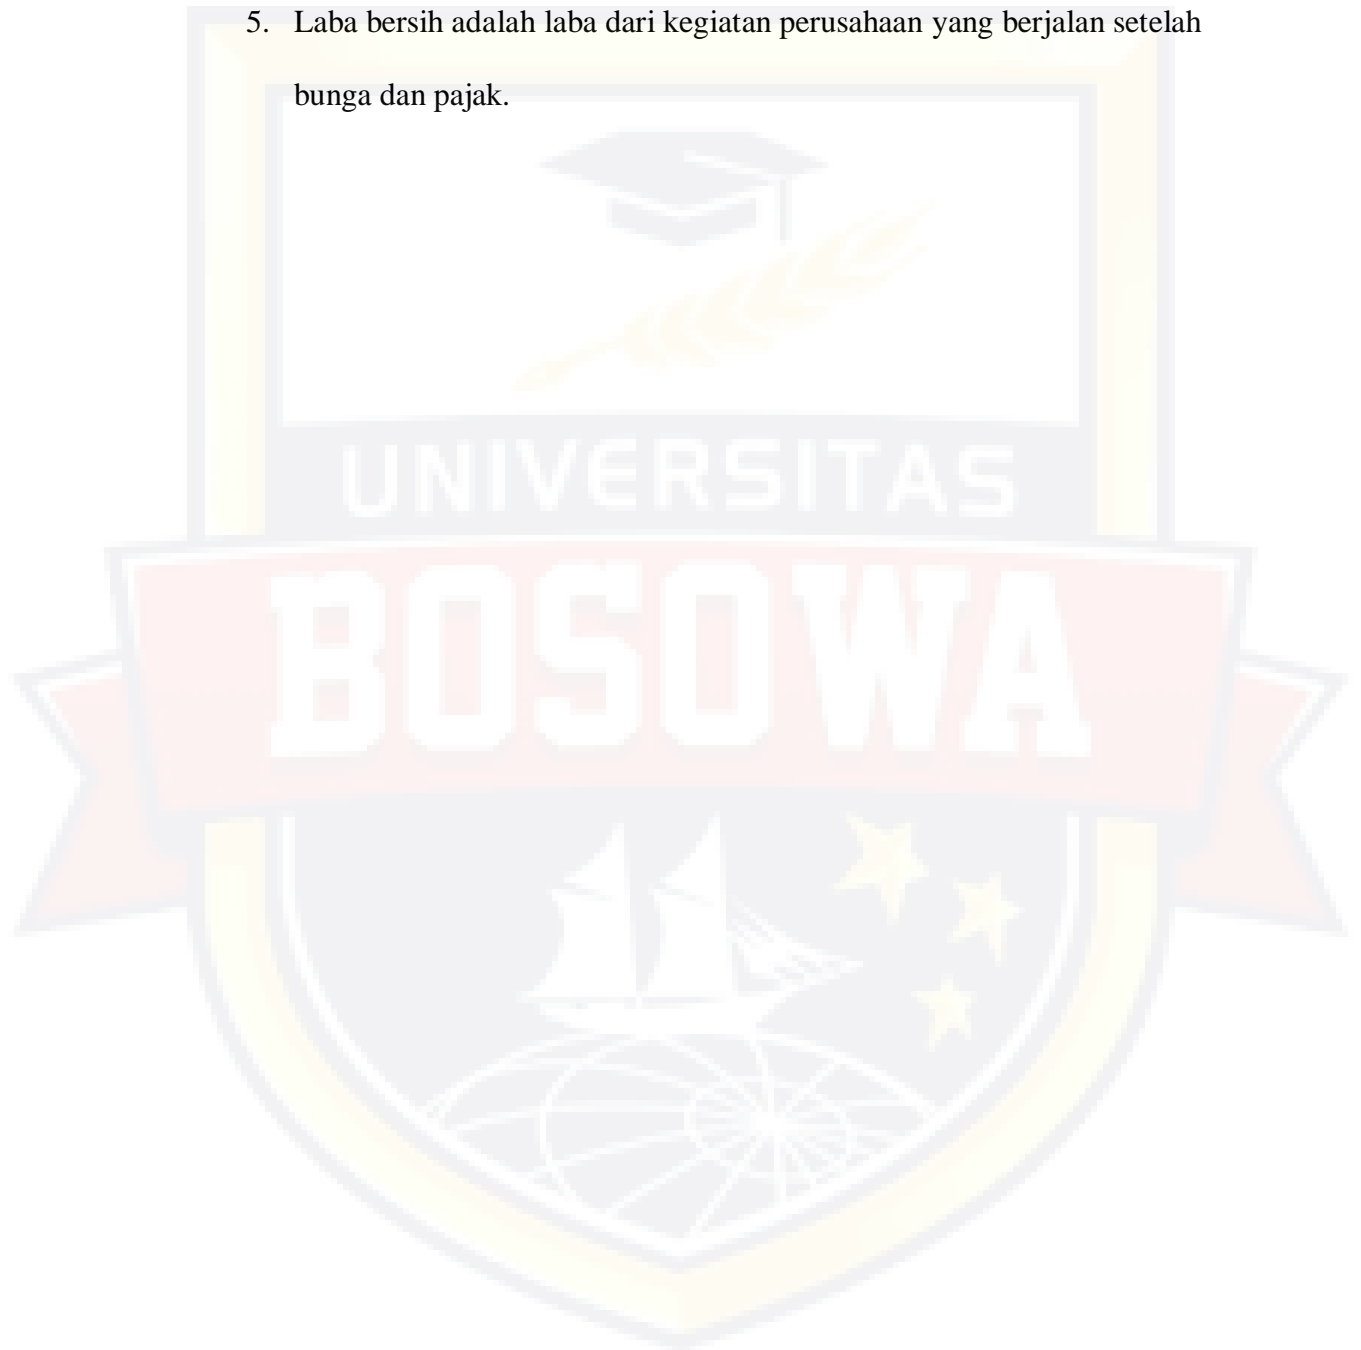 5. Laba bersih adalah laba dari kegiatan perusahaan yang berjalan setelah
bunga dan pajak.
UNIVERSITAS
BOSOWA